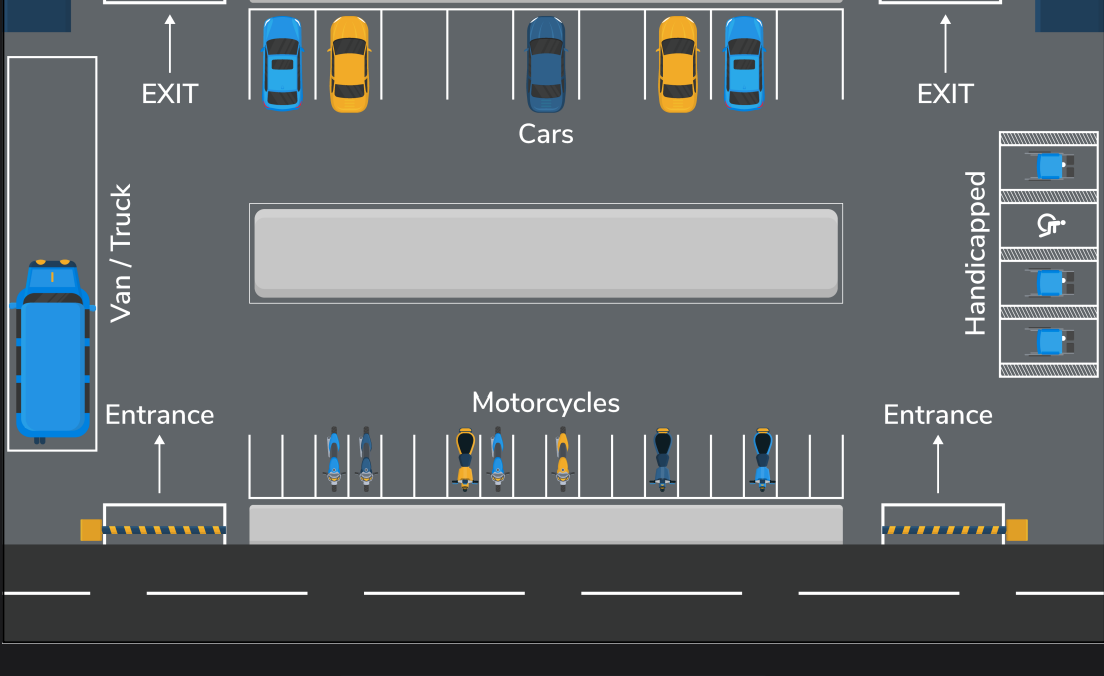 EXIT
EXIT
Cars
Van / Truck
Handicapped
Motorcycles
Entrance
Entrance